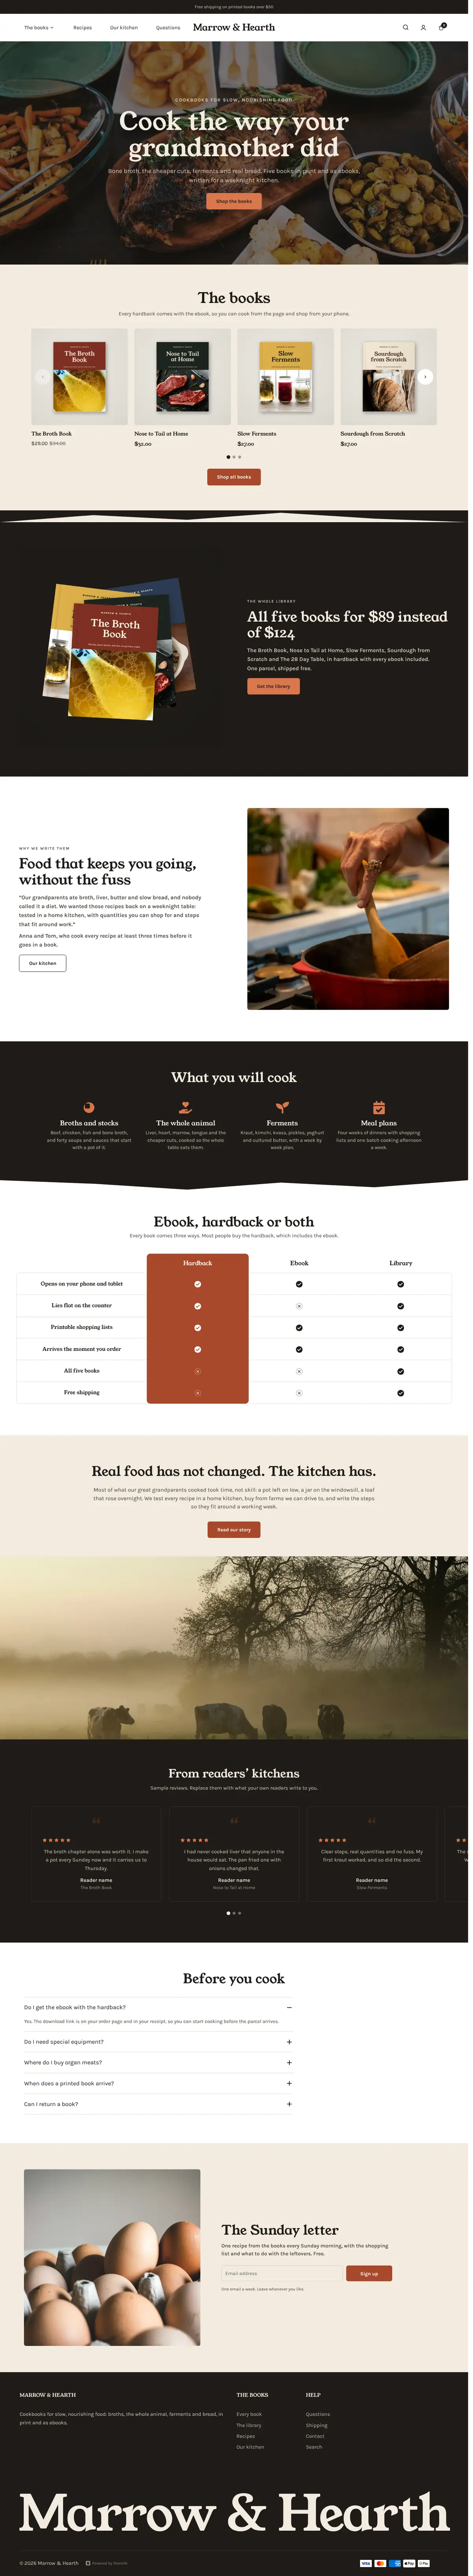 Free shipping on printed books over $50
The books
Recipes
Our kitchen
Questions
Marrow & Hearth
0
COOKBOOKS FOR SLOW, NOURISHING FOOD
Cook the way your
grandmother did
Bone broth, the cheaper cuts, ferments and real bread. Five books in print and as ebooks,
written for a weeknight kitchen.
Shop the books
The books
Every hardback comes with the ebook, so you can cook from the page and shop from your phone.
The Broth
Book
Nose to Tail
at Home
Slow
Ferments
Sourdough
from Scratch
The Broth Book
$29.00 $34.00
Nose to Tail at Home
$32.00
Slow Ferments
$27.00
Sourdough from Scratch
$27.00
Shop all books
The Broth
Book
THE WHOLE LIBRARY
All five books for $89 instead
of $124
The Broth Book, Nose to Tail at Home, Slow Ferments, Sourdough from
Scratch and The 28 Day Table, in hardback with every ebook included.
One parcel, shipped free.
Get the library
WHY WE WRITE THEM
Food that keeps you going,
without the fuss
“Our grandparents ate broth, liver, butter and slow bread, and nobody
called it a diet. We wanted those recipes back on a weeknight table:
tested in a home kitchen, with quantities you can shop for and steps
that fit around work.”
Anna and Tom, who cook every recipe at least three times before it
goes in a book.
Our kitchen
What you will cook
Broths and stocks
Beef, chicken, fish and bone broth,
and forty soups and sauces that start
with a pot of it.
The whole animal
Liver, heart, marrow, tongue and the
cheaper cuts, cooked so the whole
table eats them.
Ferments
Kraut, kimchi, kvass, pickles, yoghurt
and cultured butter, with a week by
week plan.
Meal plans
Four weeks of dinners with shopping
lists and one batch cooking afternoon
a week.
Ebook, hardback or both
Every book comes three ways. Most people buy the hardback, which includes the ebook.
Hardback
Ebook
Library
Opens on your phone and tablet
Lies flat on the counter
Printable shopping lists
Arrives the moment you order
All five books
Free shipping
Real food has not changed. The kitchen has.
Most of what our great grandparents cooked took time, not skill: a pot left on low, a jar on the windowsill, a loaf
that rose overnight. We test every recipe in a home kitchen, buy from farms we can drive to, and write the steps
so they fit around a working week.
Read our story
From readers’ kitchens
Sample reviews. Replace them with what your own readers write to you.
The broth chapter alone was worth it. I make
a pot every Sunday now and it carries us to
Thursday.
Reader name
The Broth Book
I had never cooked liver that anyone in the
house would eat. The pan fried one with
onions changed that.
Reader name
Nose to Tail at Home
Clear steps, real quantities and no fuss. My
first kraut worked, and so did the second.
Reader name
Slow Ferments
Before you cook
Do I get the ebook with the hardback?
Yes. The download link is on your order page and in your receipt, so you can start cooking before the parcel arrives.
Do I need special equipment?
Where do I buy organ meats?
When does a printed book arrive?
Can I return a book?
The Sunday letter
One recipe from the books every Sunday morning, with the shopping
list and what to do with the leftovers. Free.
Email address
Sign up
One email a week. Leave whenever you like.
MARROW & HEARTH
Cookbooks for slow, nourishing food: broths, the whole animal, ferments and bread, in
print and as ebooks.
THE BOOKS
Every book
The library
Recipes
Our kitchen
HELP
Questions
Shipping
Contact
Search
Marrow & Hearth
© 2026 Marrow & Hearth
VISA